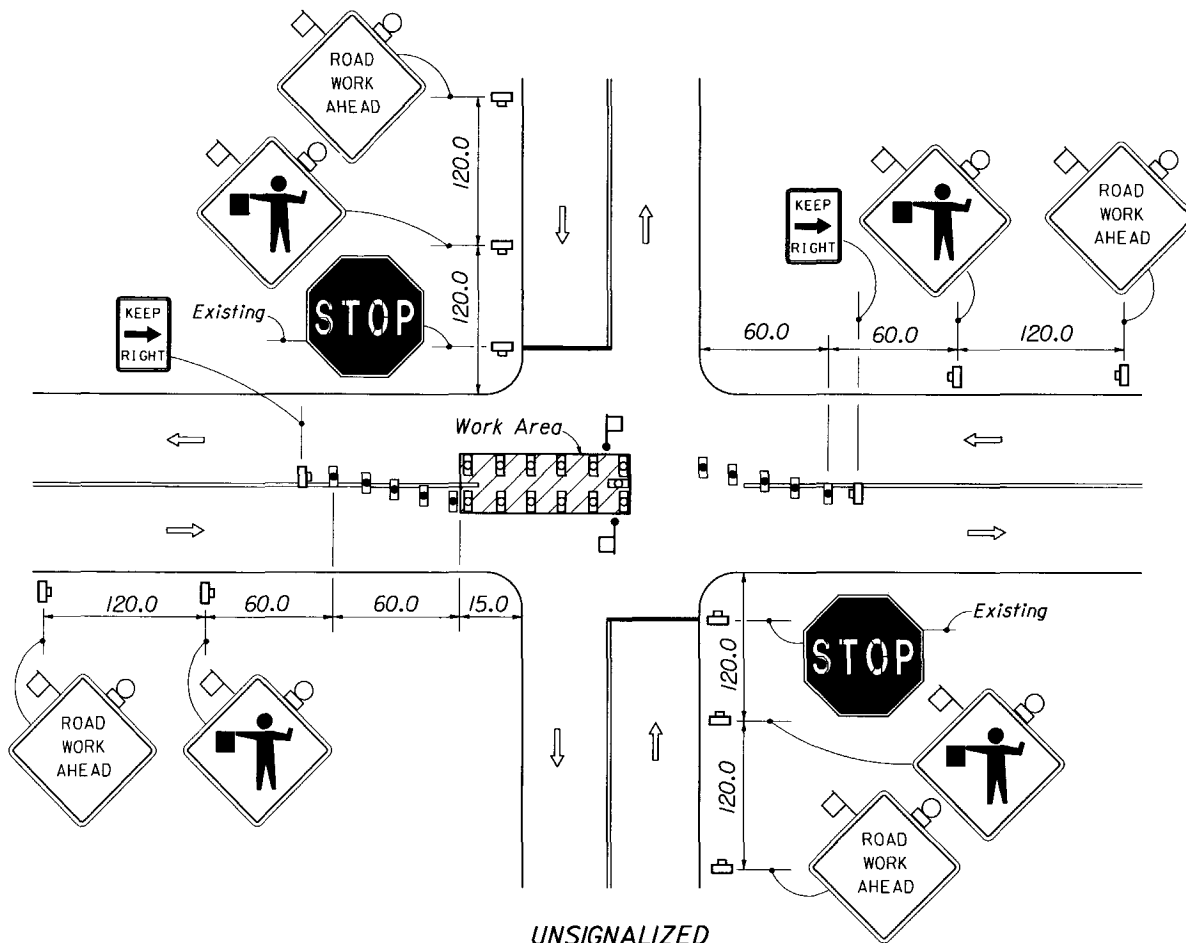 ROAD
WORK
AHEAD
120.0
KEEP
RIGHT
ROAD
WORK
AHEAD
120.0
KEEP
RIGHT
Existing
STOP
60.0
60.0
120.0
Work Area
120.0
60.0
60.0
15.0
120.0
STOP
Existing
ROAD
WORK
AHEAD
120.0
ROAD
WORK
AHEAD
UNSIGNALIZED